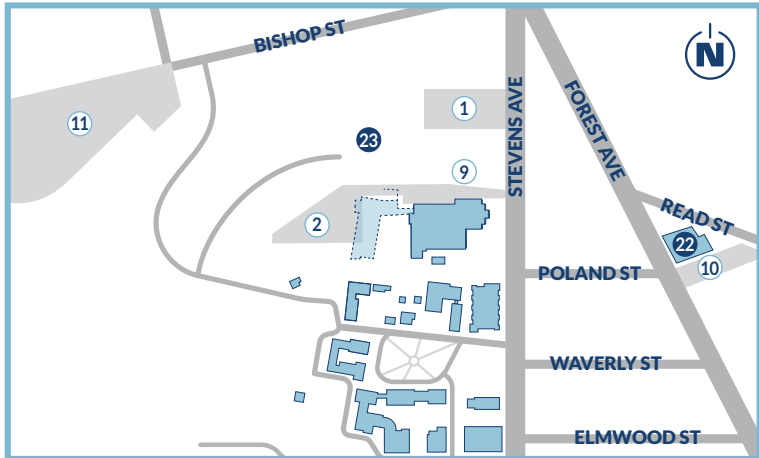 BISHOP ST
N
11
1
STEVENS AVE
FOREST AVE
23
9
2
READ ST
22
10
POLAND ST
WAVERLY ST
ELMWOOD ST